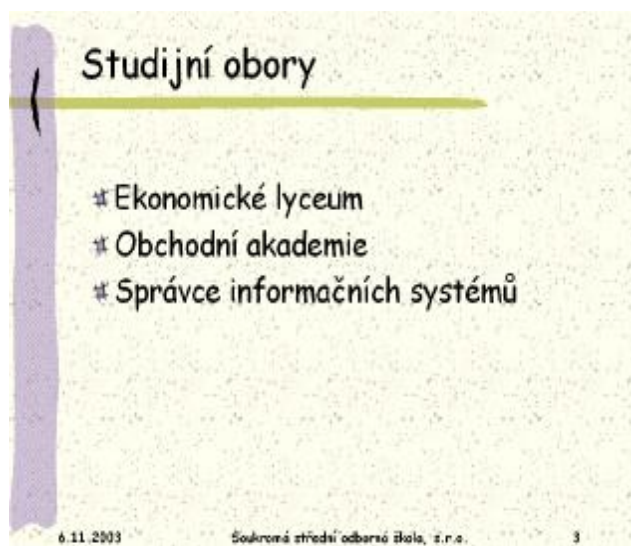 Studijní obory
Ekonomické lyceum
Obchodní akademie
Správce informačních systémů
6.11.2003 Soukromá střední odborná škola, s.r.o. 3